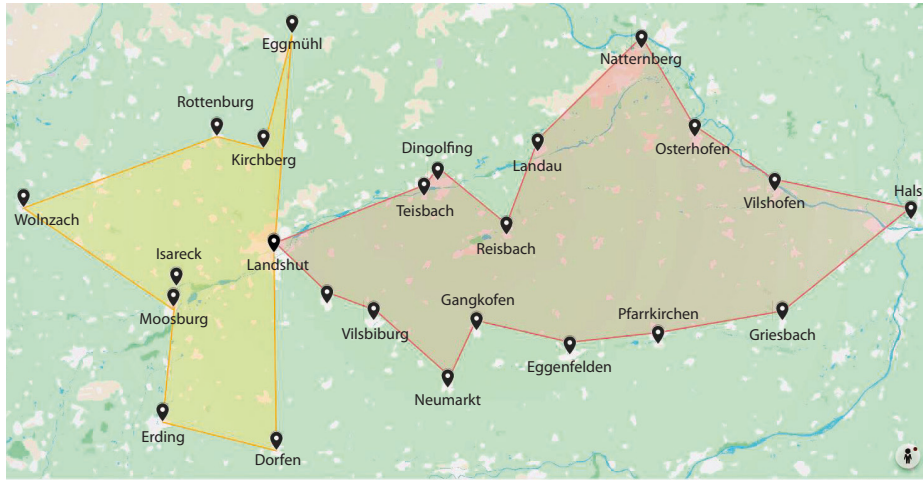 Eggmühl
Natternberg
Rottenburg
Kirchberg
Dingolfing
Landau
Osterhofen
Teisbach
Vilshofen
Hals
Wolnzach
Reisbach
Isareck
Landshut
Moosburg
Gangkofen
Pfarrkirchen
Griesbach
Vilsbiburg
Eggenfelden
Neumarkt
Erding
Dorfen